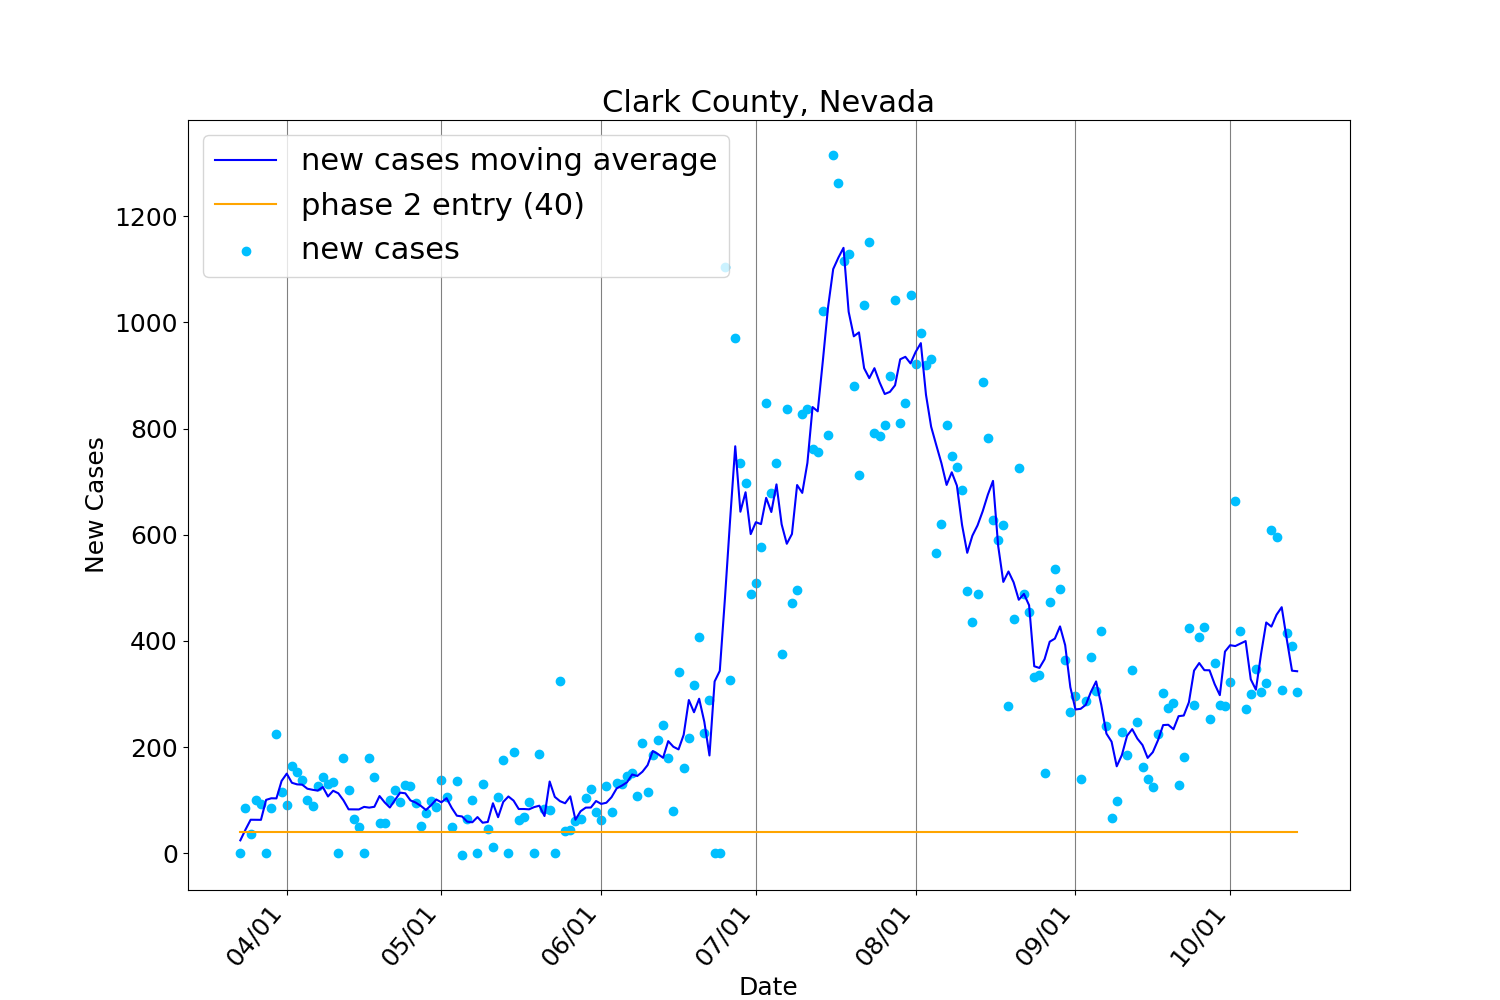 Clark County, Nevada
new cases moving average
phase 2 entry (40)
new cases
New Cases
1200
1000
800
600
400
200
0
04/01
05/01
06/01
07/01
08/01
09/01
10/01
Date